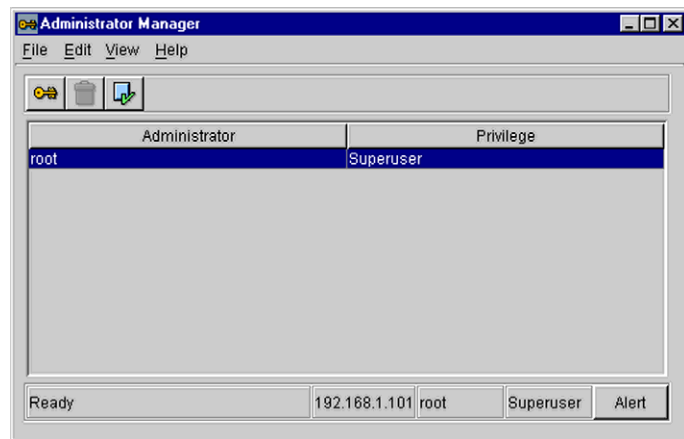 Administrator Manager
File Edit View Help
Administrator Privilege
root Superuser
Ready 192.168.1.101 root Superuser Alert